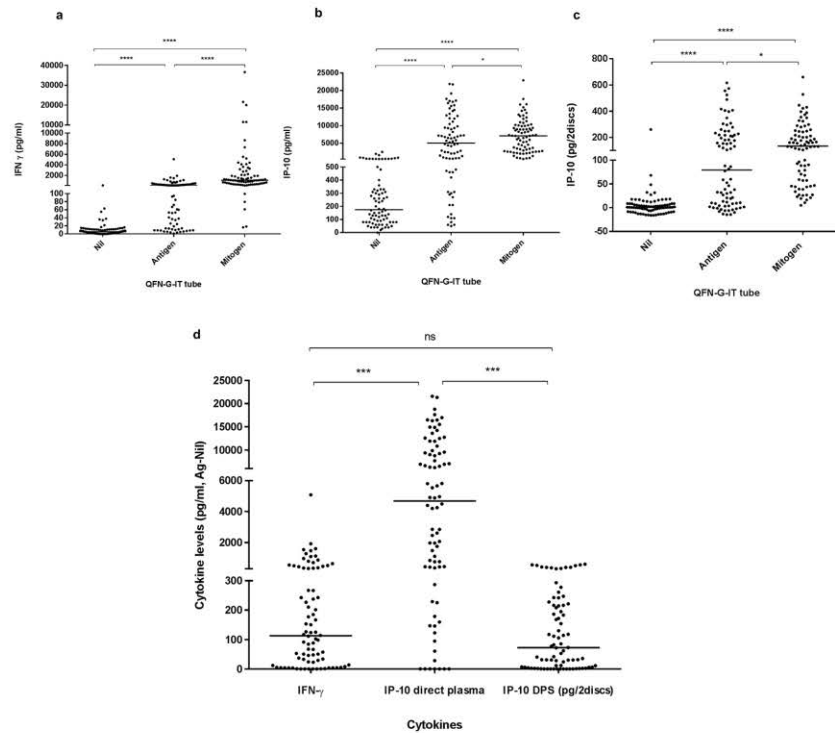 a
****
****
****
IFN γ (pg/ml)
40000
30000
20000
10000
10000
8000
6000
4000
2000
100
80
60
40
20
0
Nil
Antigen
Mitogen
QFN-G-IT tube
b
****
****
*
IP-10 (pg/ml)
25000
20000
15000
10000
5000
500
400
300
200
100
0
Nil
Antigen
Mitogen
QFN-G-IT tube
c
****
****
*
IP-10 (pg/2discs)
800
600
400
200
100
50
0
-50
Nil
Antigen
Mitogen
QFN-G-IT tube
d
ns
***
***
Cytokine levels (pg/ml, Ag-Nil)
25000
20000
15000
10000
6000
4000
2000
300
200
100
0
IFN-γ
IP-10 direct plasma
IP-10 DPS (pg/2discs)
Cytokines